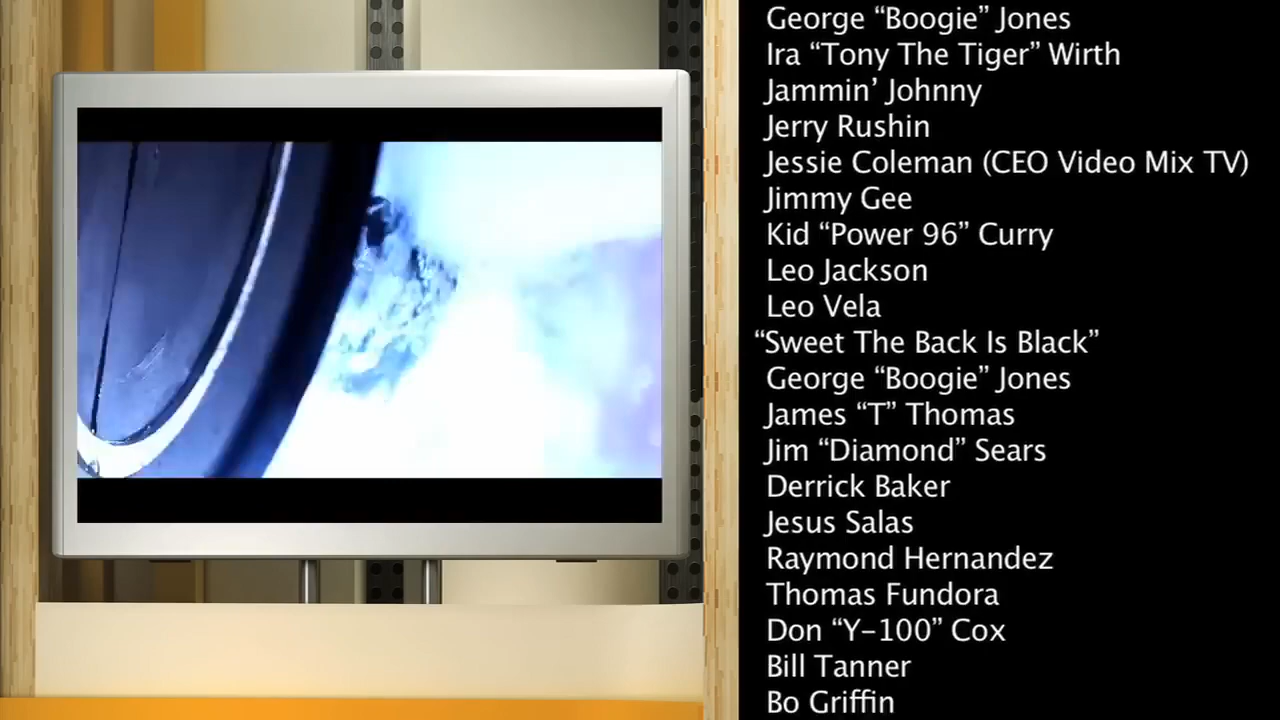 George “Boogie” Jones
Ira “Tony The Tiger” Wirth
Jammin’ Johnny
Jerry Rushin
Jessie Coleman (CEO Video Mix TV)
Jimmy Gee
Kid “Power 96” Curry
Leo Jackson
Leo Vela
“Sweet The Back Is Black”
George “Boogie” Jones
James “T” Thomas
Jim “Diamond” Sears
Derrick Baker
Jesus Salas
Raymond Hernandez
Thomas Fundora
Don “Y-100” Cox
Bill Tanner
Bo Griffin